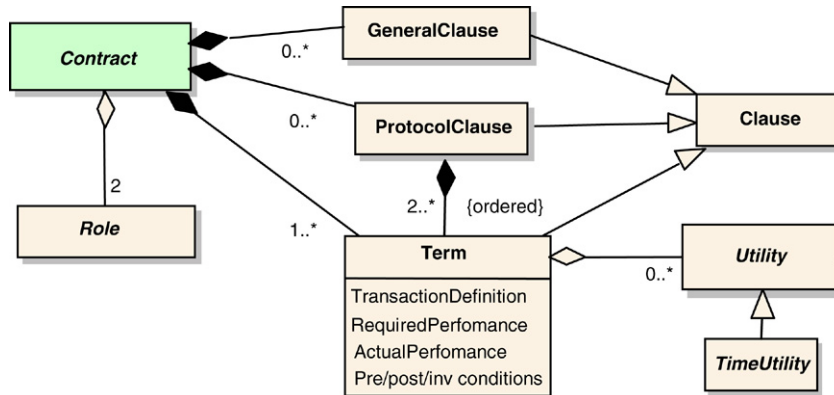 GeneralClause
Contract
0..*
ProtocolClause
Clause
0..*
2
2..*
{ordered}
Role
1..*
Term
Utility
0..*
TransactionDefinition
RequiredPerfomance
ActualPerfomance
Pre/post/inv conditions
TimeUtility